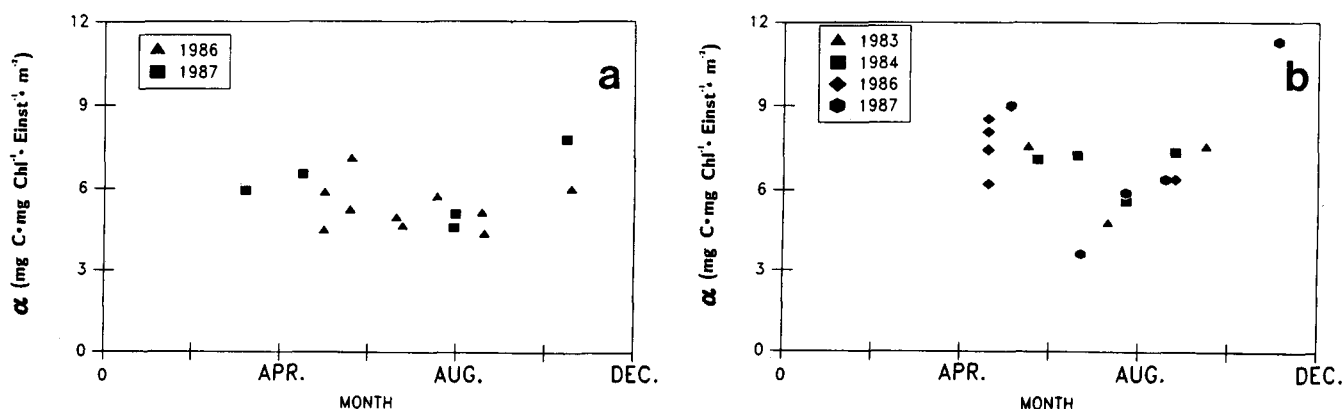 12
9
6
3
0
α (mg C•mg Chl⁻¹• Einst⁻¹• m⁻¹)
1986
1987
a
0
APR.
AUG.
DEC.
MONTH
12
9
6
3
0
α (mg C•mg Chl⁻¹• Einst⁻¹• m⁻¹)
1983
1984
1986
1987
b
0
APR.
AUG.
DEC.
MONTH